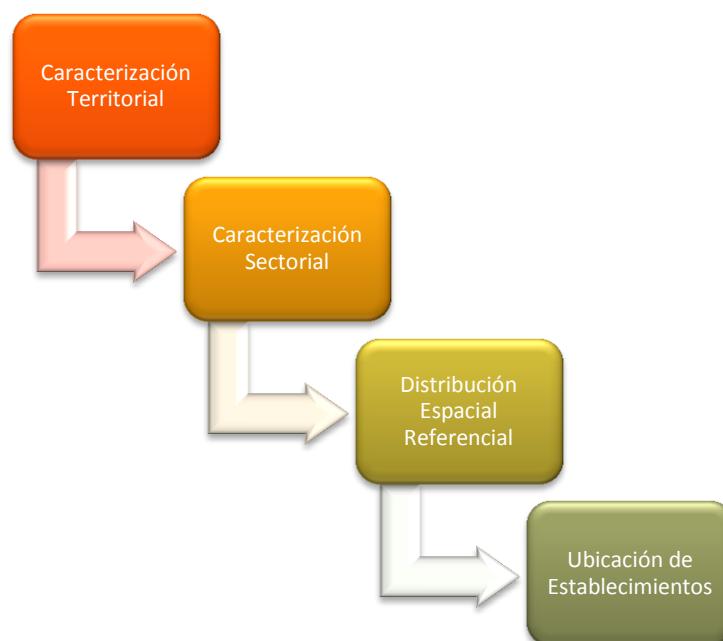 Caracterización
Territorial
Caracterización
Sectorial
Distribución
Espacial
Referencial
Ubicación de
Establecimientos